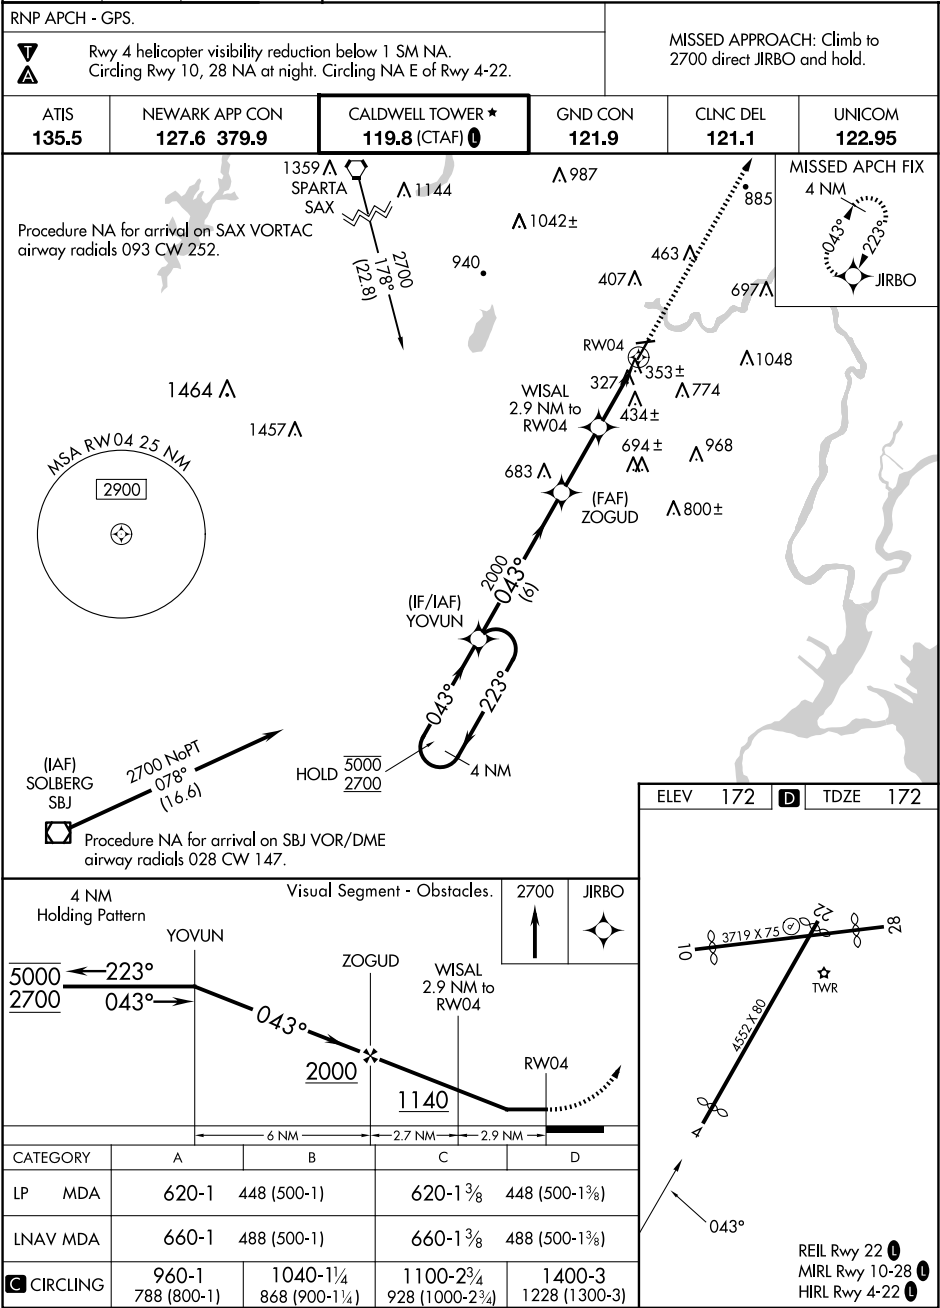 RNP APCH - GPS.
T
Rwy 4 helicopter visibility reduction below 1 SM NA.
A
Circling Rwy 10, 28 NA at night. Circling NA E of Rwy 4-22.
MISSED APPROACH: Climb to
2700 direct JIRBO and hold.
ATIS
135.5
NEWARK APP CON
127.6 379.9
CALDWELL TOWER ★
119.8 (CTAF) L
GND CON
121.9
CLNC DEL
121.1
UNICOM
122.95
1359
SPARTA
SAX
1144
987
1042±
885
MISSED APCH FIX
4 NM
043°
223°
JIRBO
Procedure NA for arrival on SAX VORTAC
airway radials 093 CW 252.
2700
178°
(22.8)
940
463
407
697
RW04
353±
1048
327
774
1464
WISAL
2.9 NM to
RW04
434±
1457
694±
968
683
MSA RW04 25 NM
2900
(FAF)
ZOGUD
800±
2000
043°
(6)
(IF/IAF)
YOVUN
043°
223°
HOLD
5000
2700
4 NM
(IAF)
SOLBERG
SBJ
2700 NoPT
078°
(16.6)
Procedure NA for arrival on SBJ VOR/DME
airway radials 028 CW 147.
ELEV 172 D TDZE 172
22
28
10
3719 X 75
TWR
4552 X 80
4
043°
REIL Rwy 22 L
MIRL Rwy 10-28 L
HIRL Rwy 4-22 L
4 NM
Holding Pattern
Visual Segment - Obstacles.
2700
JIRBO
YOVUN
ZOGUD
WISAL
2.9 NM to
RW04
5000
2700
223°
043°
043°
2000
1140
RW04
6 NM
2.7 NM
2.9 NM
CATEGORY A B C D
LP MDA 620-1 448 (500-1) 620-1⅜ 448 (500-1⅜)
LNAV MDA 660-1 488 (500-1) 660-1⅜ 488 (500-1⅜)
C CIRCLING 960-1 1040-1¼ 1100-2¾ 1400-3
788 (800-1) 868 (900-1¼) 928 (1000-2¾) 1228 (1300-3)